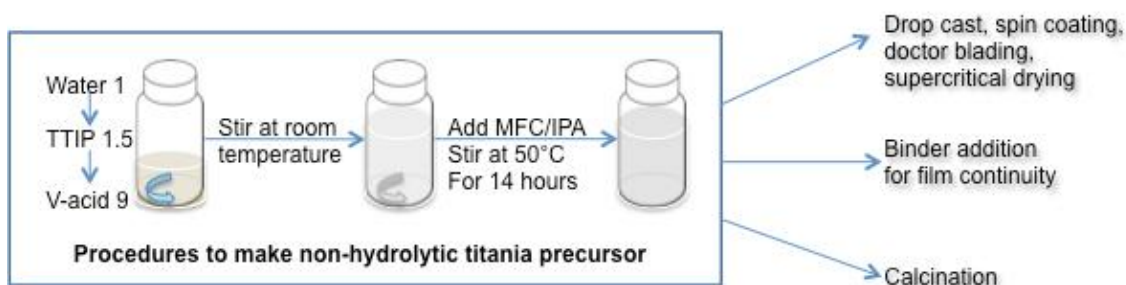 Water 1
TTIP 1.5
V-acid 9
Stir at room
temperature
Add MFC/IPA
Stir at 50°C
For 14 hours
Procedures to make non-hydrolytic titania precursor
Drop cast, spin coating,
doctor blading,
supercritical drying
Binder addition
for film continuity
Calcination